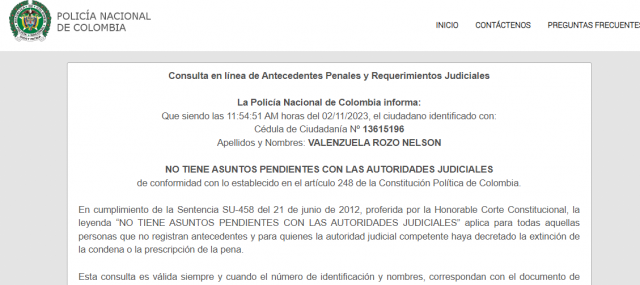 POLICÍA NACIONAL
DE COLOMBIA
INICIO CONTÁCTENOS PREGUNTAS FRECUENTES
Consulta en línea de Antecedentes Penales y Requerimientos Judiciales
La Policía Nacional de Colombia informa:
Que siendo las 11:54:51 AM horas del 02/11/2023, el ciudadano identificado con:
Cédula de Ciudadanía Nº 13615196
Apellidos y Nombres: VALENZUELA ROZO NELSON
NO TIENE ASUNTOS PENDIENTES CON LAS AUTORIDADES JUDICIALES
de conformidad con lo establecido en el artículo 248 de la Constitución Política de Colombia.
En cumplimiento de la Sentencia SU-458 del 21 de junio de 2012, proferida por la Honorable Corte Constitucional, la
leyenda "NO TIENE ASUNTOS PENDIENTES CON LAS AUTORIDADES JUDICIALES" aplica para todas aquellas
personas que no registran antecedentes y para quienes la autoridad judicial competente haya decretado la extinción de
la condena o la prescripción de la pena.
Esta consulta es válida siempre y cuando el número de identificación y nombres, correspondan con el documento de